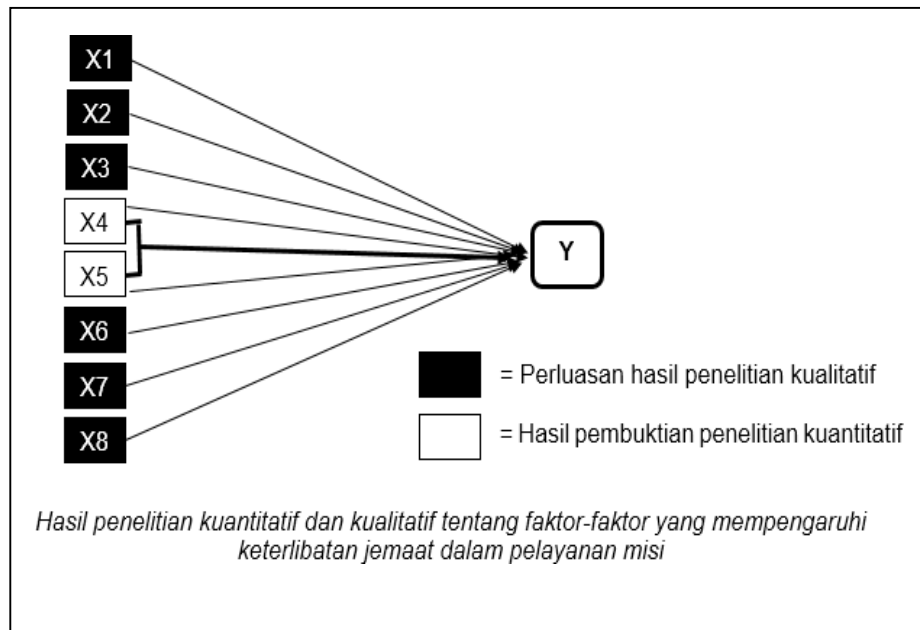 X1
X2
X3
X4
X5
X6
X7
X8
Y
= Perluasan hasil penelitian kualitatif
= Hasil pembuktian penelitian kuantitatif
Hasil penelitian kuantitatif dan kualitatif tentang faktor-faktor yang mempengaruhi
keterlibatan jemaat dalam pelayanan misi